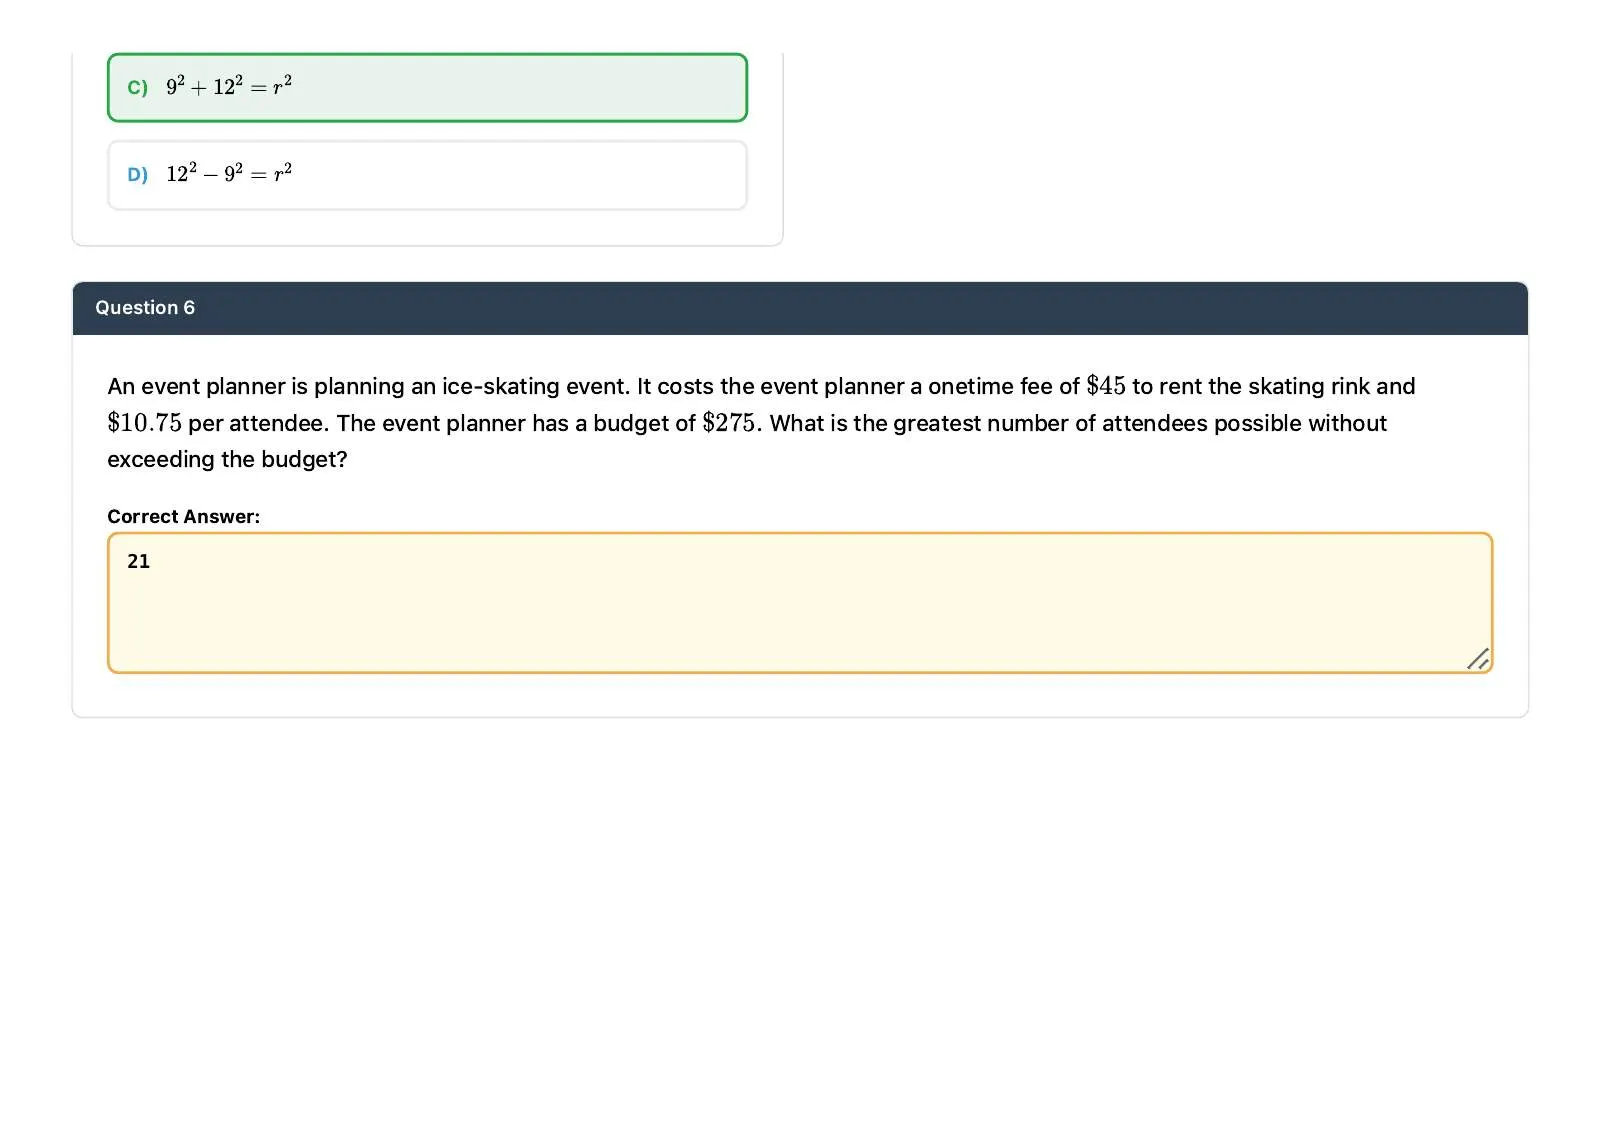 C) 9² + 12² = r²
D) 12² − 9² = r²
Question 6
An event planner is planning an ice-skating event. It costs the event planner a onetime fee of $45 to rent the skating rink and
$10.75 per attendee. The event planner has a budget of $275. What is the greatest number of attendees possible without
exceeding the budget?
Correct Answer:
21